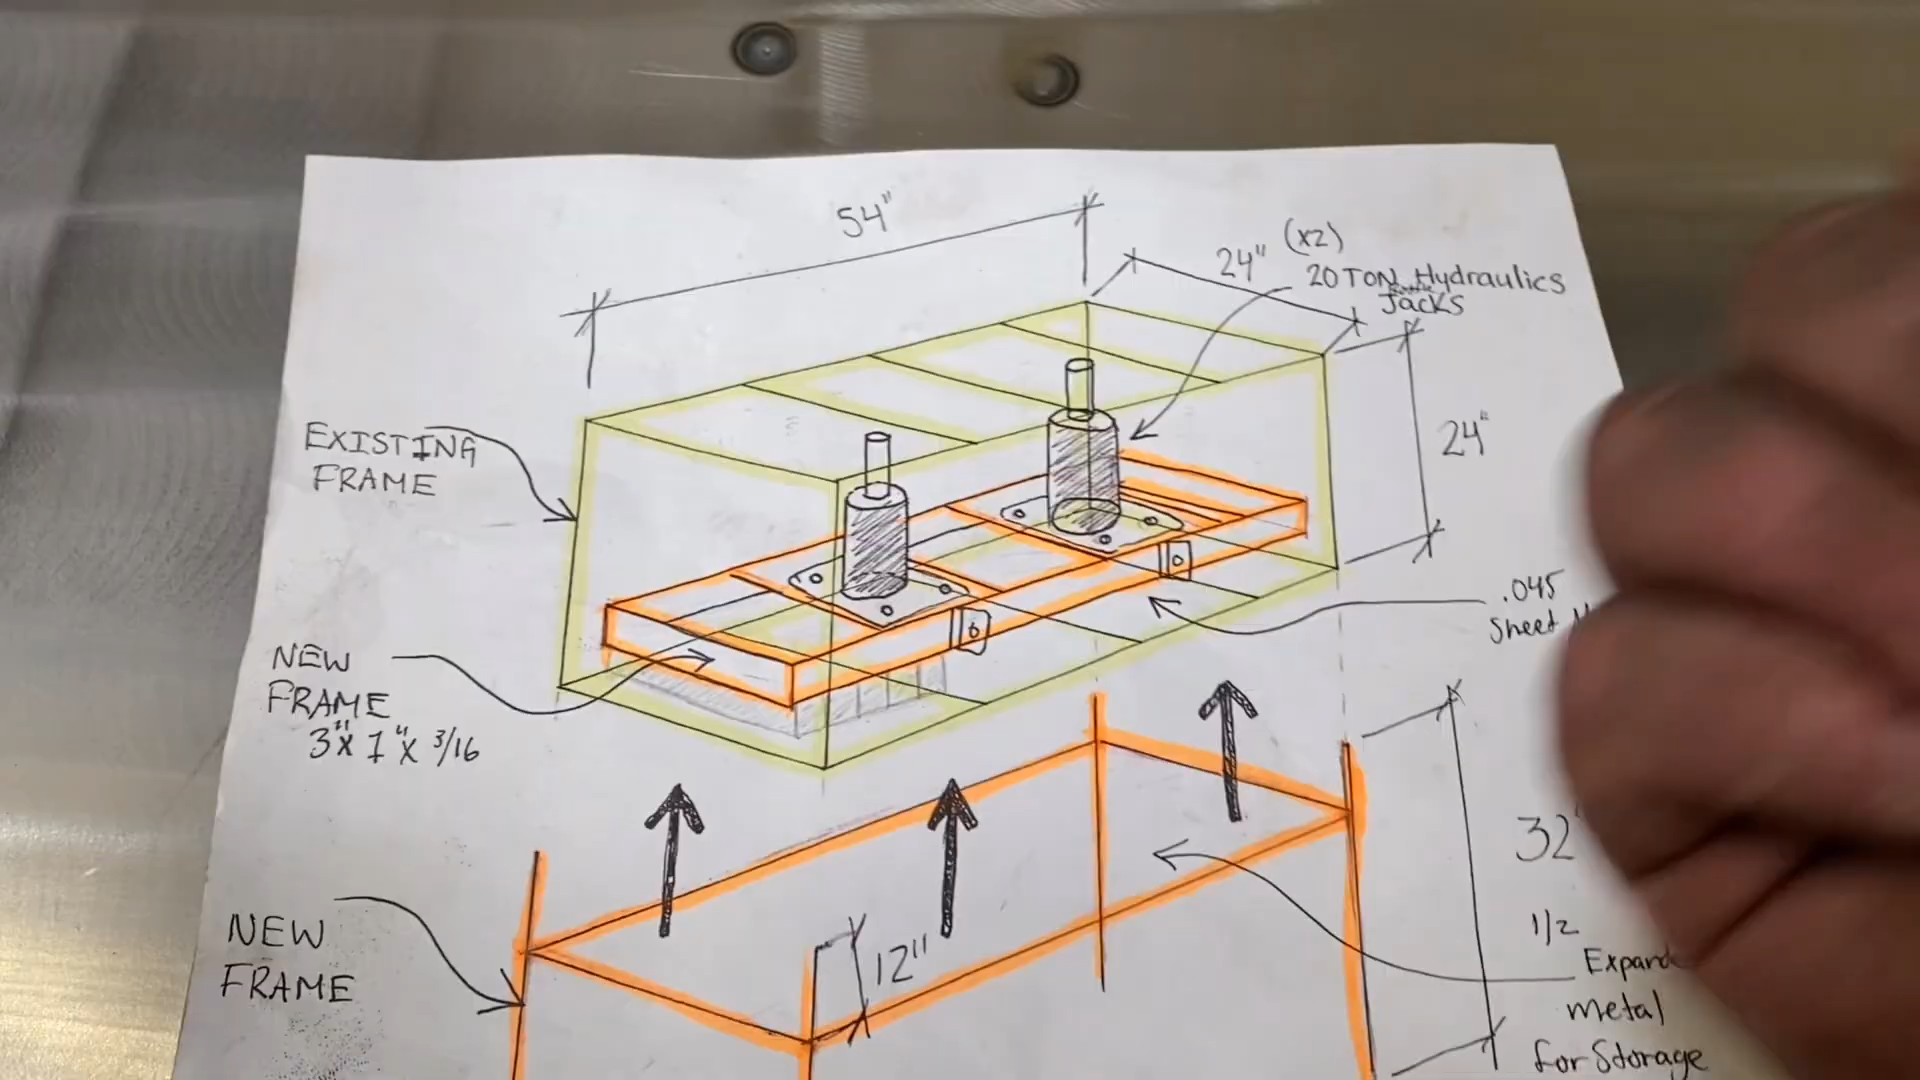 54"
24" (x2)
20 TON Hydraulics
Jacks
EXISTING
FRAME
24"
.045
Sheet
NEW
FRAME
3" x 1" x 3/16
32"
NEW
FRAME
12"
1/2
metal
for Storage